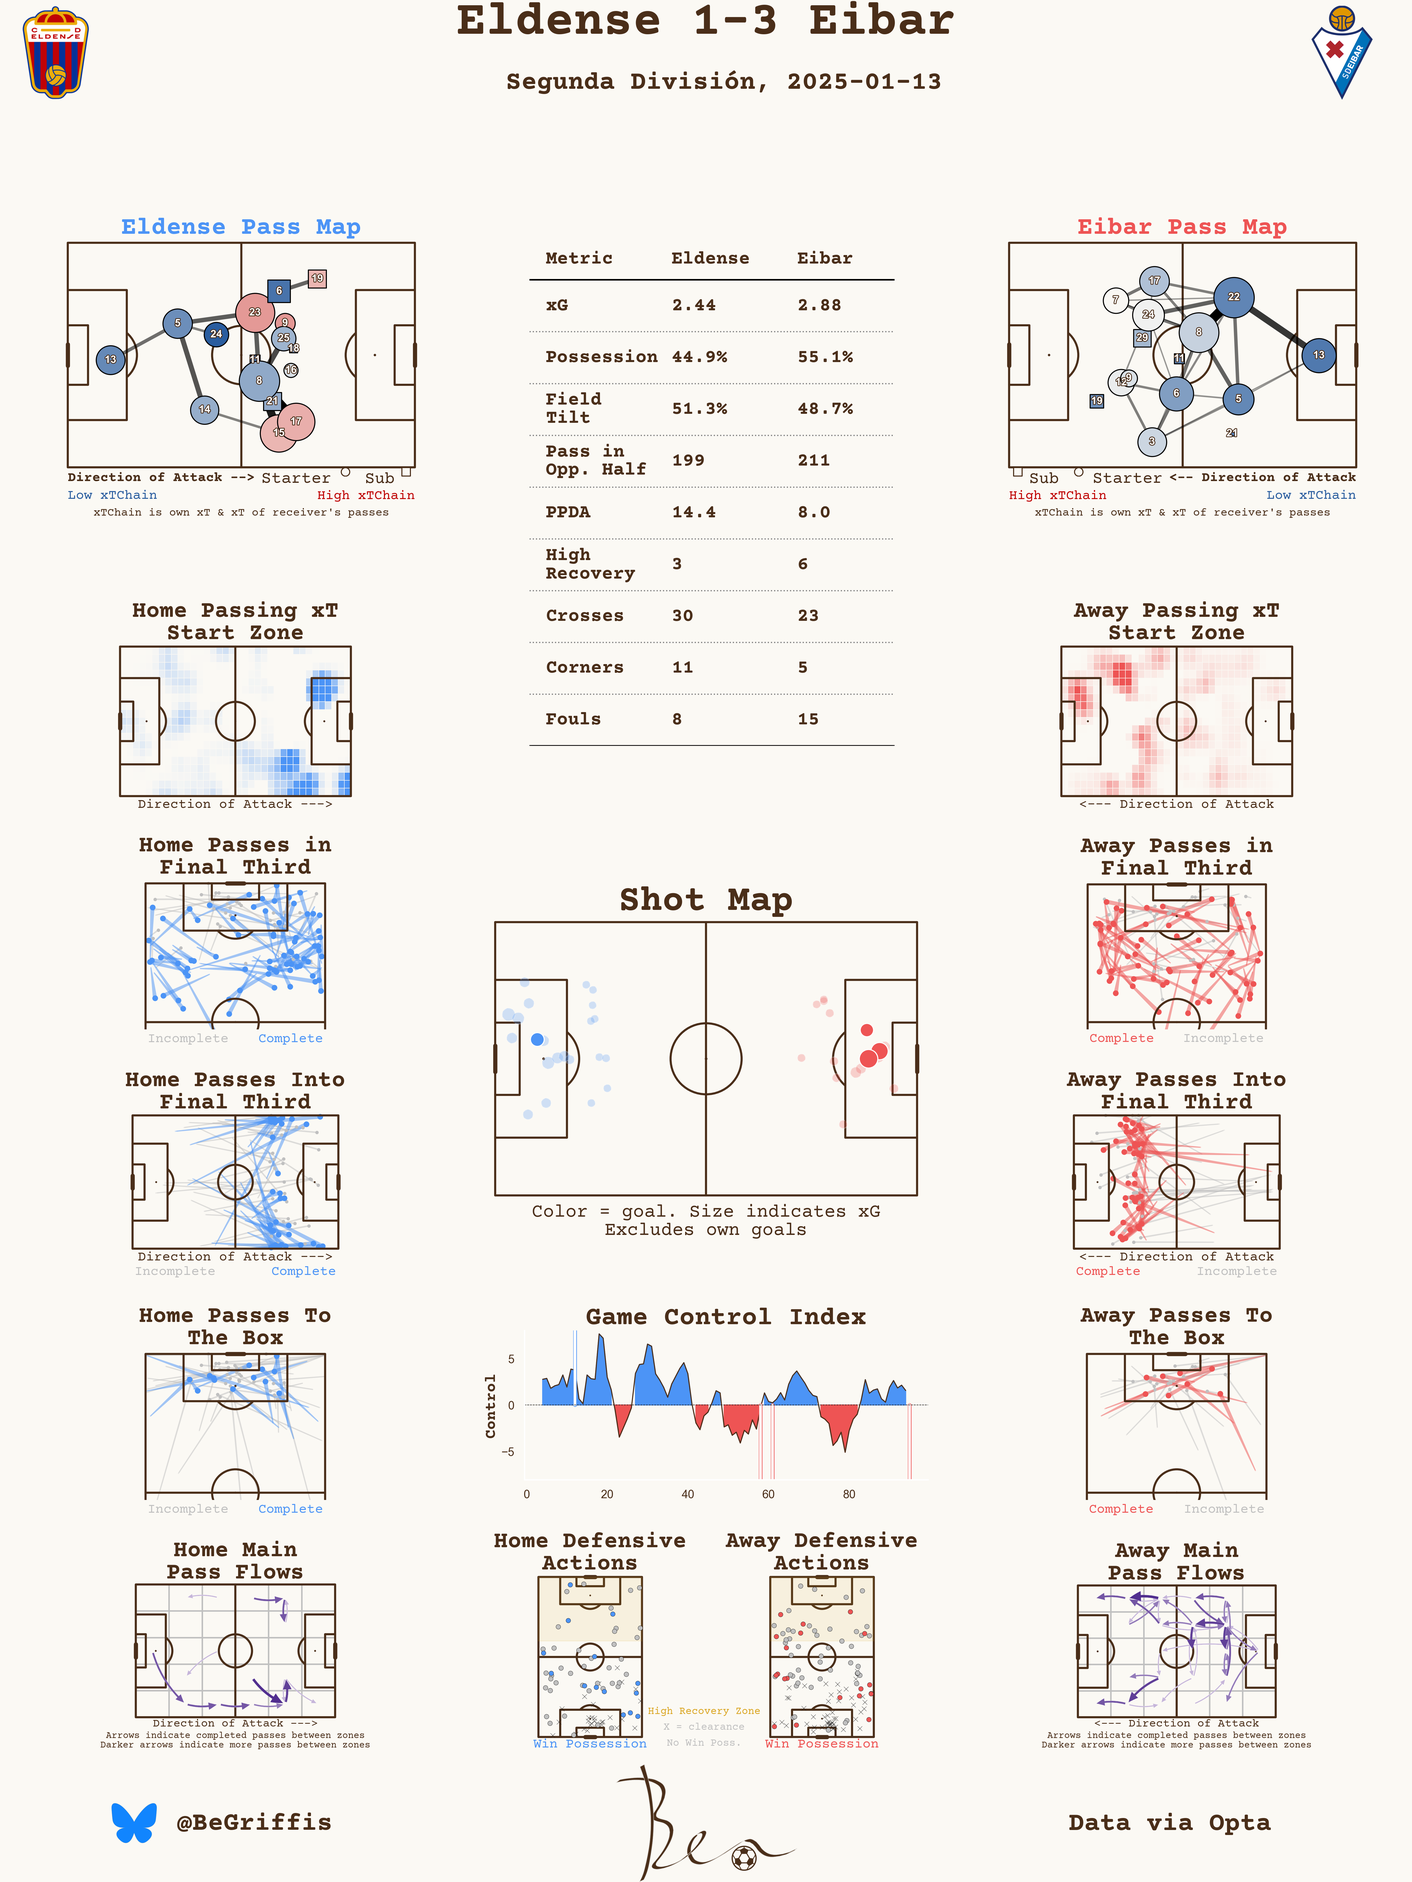 Eldense 1-3 Eibar
Segunda División, 2025-01-13
C D
ELDENSE
SDEIBAR
Eldense Pass Map
19
6
23
5
9
24
25
18
11
13
16
8
21
14
17
15
Direction of Attack --> Starter Sub
Low xTChain High xTChain
xTChain is own xT & xT of receiver's passes
Metric Eldense Eibar
xG 2.44 2.88
Possession 44.9% 55.1%
Field
Tilt 51.3% 48.7%
Pass in
Opp. Half 199 211
PPDA 14.4 8.0
High
Recovery 3 6
Crosses 30 23
Corners 11 5
Fouls 8 15
Eibar Pass Map
17
7
22
24
8
29
11
13
9
6
19
5
21
3
Sub Starter <-- Direction of Attack
High xTChain Low xTChain
xTChain is own xT & xT of receiver's passes
Home Passing xT
Start Zone
Direction of Attack --->
Away Passing xT
Start Zone
<--- Direction of Attack
Home Passes in
Final Third
Incomplete Complete
Away Passes in
Final Third
Complete Incomplete
Shot Map
Color = goal. Size indicates xG
Excludes own goals
Home Passes Into
Final Third
Direction of Attack --->
Incomplete Complete
Away Passes Into
Final Third
<--- Direction of Attack
Complete Incomplete
Home Passes To
The Box
Incomplete Complete
Game Control Index
Control
5
0
−5
0 20 40 60 80
Away Passes To
The Box
Complete Incomplete
Home Main
Pass Flows
Direction of Attack --->
Arrows indicate completed passes between zones
Darker arrows indicate more passes between zones
Home Defensive
Actions
Win Possession
Away Defensive
Actions
Win Possession
High Recovery Zone
X = clearance
No Win Poss.
Away Main
Pass Flows
<--- Direction of Attack
Arrows indicate completed passes between zones
Darker arrows indicate more passes between zones
@BeGriffis
Ben
Data via Opta